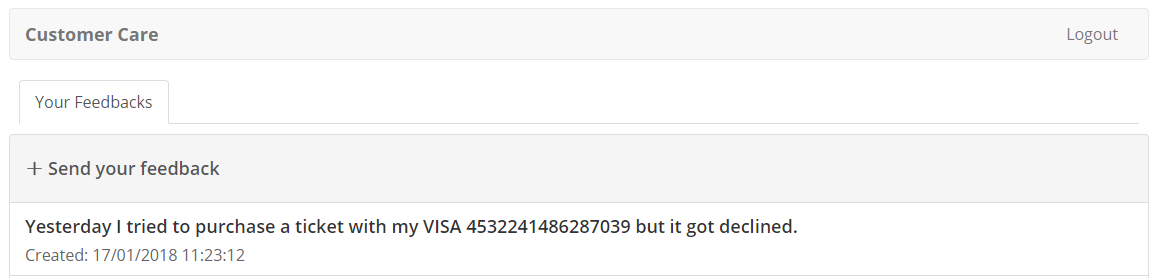 Customer Care
Logout
Your Feedbacks
+ Send your feedback
Yesterday I tried to purchase a ticket with my VISA 4532241486287039 but it got declined.
Created: 17/01/2018 11:23:12